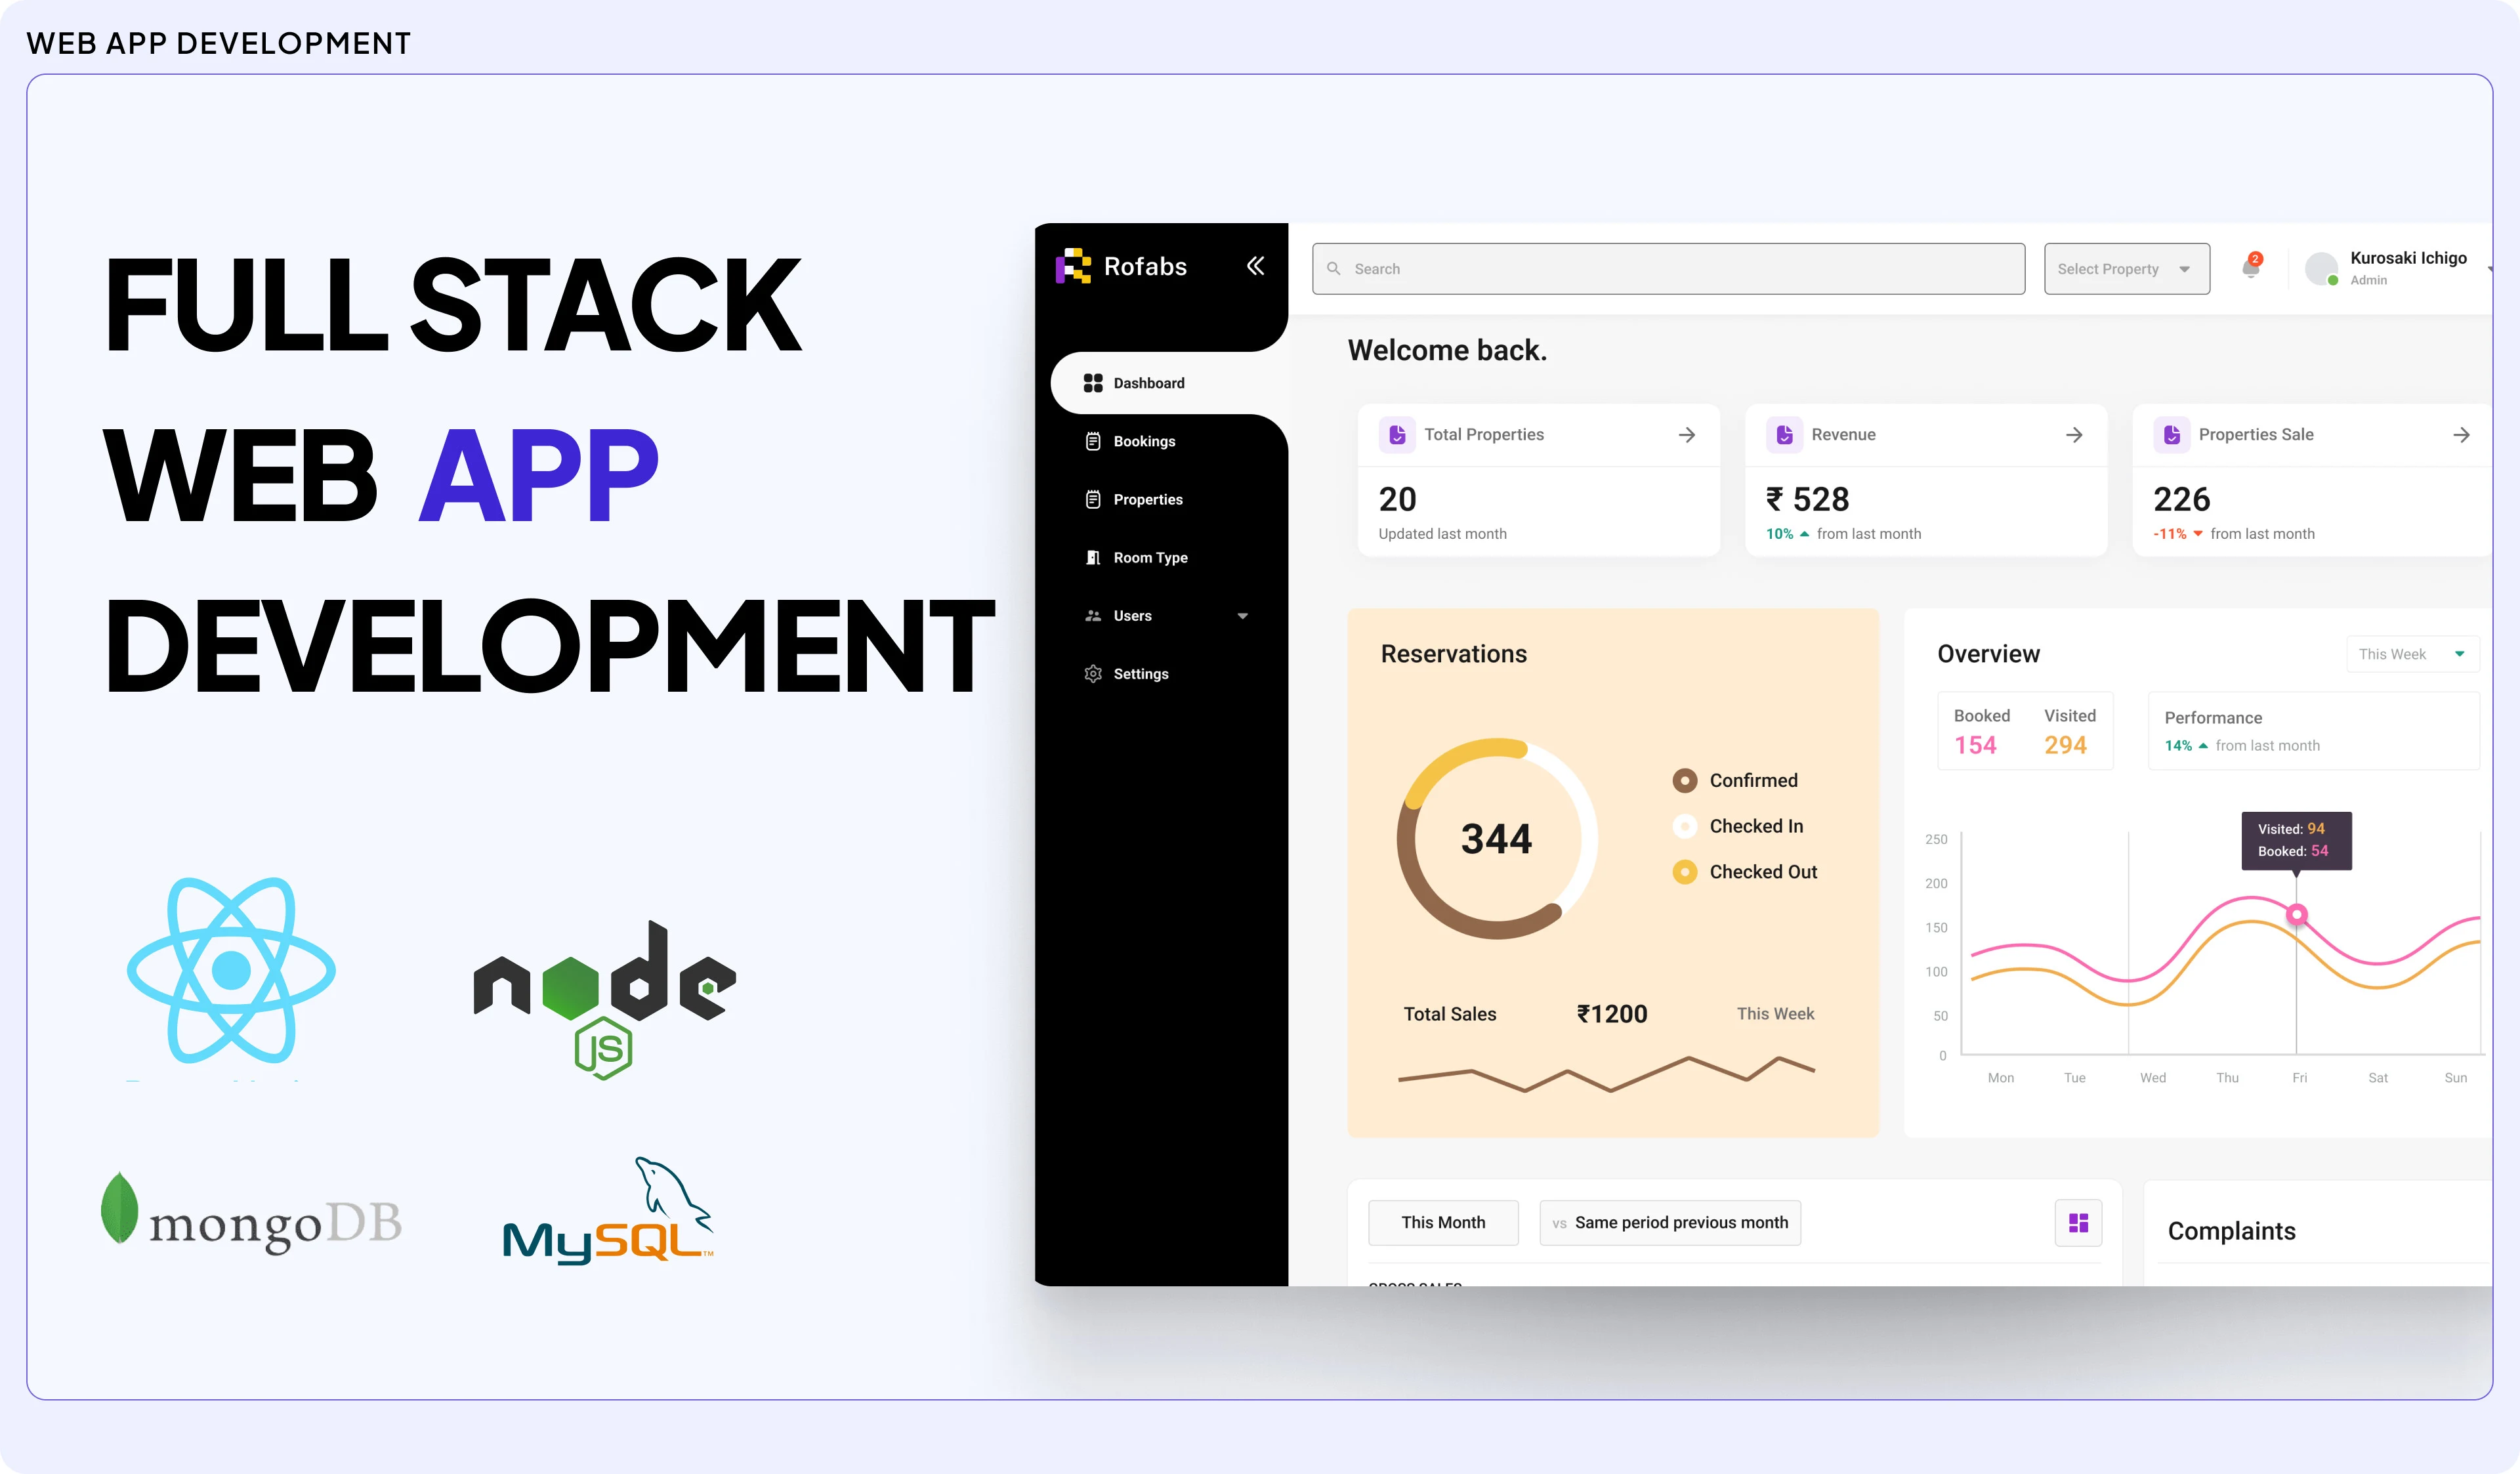 WEB APP DEVELOPMENT
FULL STACK
WEB APP
DEVELOPMENT
node
JS
mongoDB
MySQL™
Rofabs
Dashboard
Bookings
Properties
Room Type
Users
Settings
Search
Select Property
2
Kurosaki Ichigo
Admin
Welcome back.
Total Properties
20
Updated last month
Revenue
₹ 528
10% from last month
Properties Sale
226
-11% from last month
Reservations
344
Confirmed
Checked In
Checked Out
Total Sales ₹1200 This Week
Overview
This Week
Booked Visited
154 294
Performance
14% from last month
Visited: 94
Booked: 54
250
200
150
100
50
0
Mon Tue Wed Thu Fri Sat Sun
This Month
vs Same period previous month
GROSS SALES
Complaints